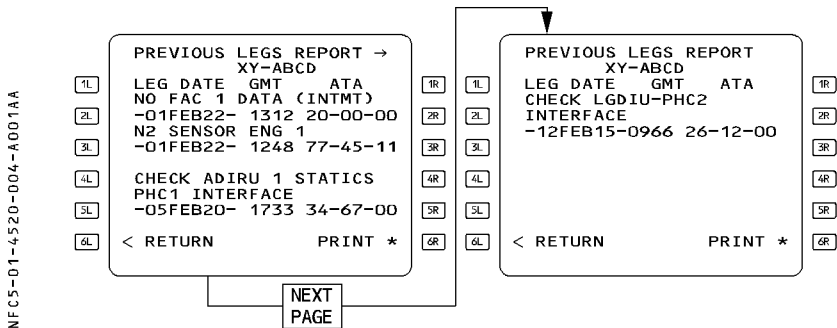 NFC5-01-4520-004-A001AA
PREVIOUS LEGS REPORT →
XY-ABCD
LEG DATE GMT ATA
NO FAC 1 DATA (INTMT)
-01FEB22- 1312 20-00-00
N2 SENSOR ENG 1
-01FEB22- 1248 77-45-11
CHECK ADIRU 1 STATICS
PHC1 INTERFACE
-05FEB20- 1733 34-67-00
< RETURN PRINT *
1L
2L
3L
4L
5L
6L
1R
2R
3R
4R
5R
6R
NEXT
PAGE
PREVIOUS LEGS REPORT
XY-ABCD
LEG DATE GMT ATA
CHECK LGDIU-PHC2
INTERFACE
-12FEB15-0966 26-12-00
< RETURN PRINT *
1L
2L
3L
4L
5L
6L
1R
2R
3R
4R
5R
6R